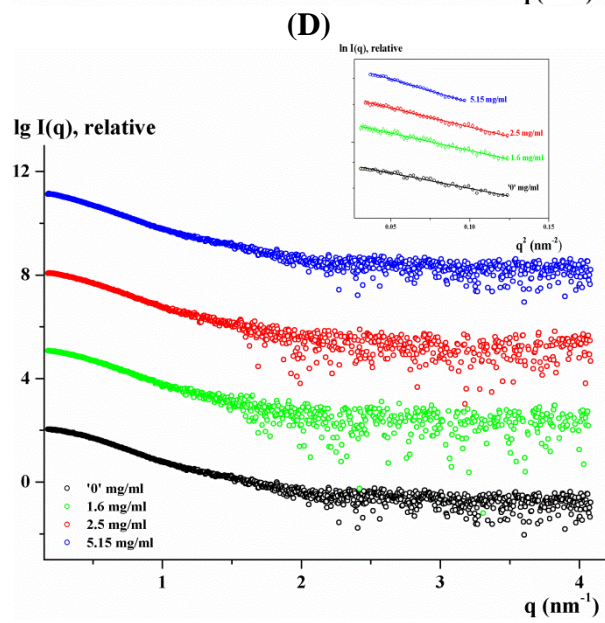 (D)
ln I(q), relative
5.15 mg/ml
2.5 mg/ml
1.6 mg/ml
'0' mg/ml
0.05 0.10 0.15
q² (nm⁻²)
lg I(q), relative
12
8
4
0
'0' mg/ml
1.6 mg/ml
2.5 mg/ml
5.15 mg/ml
1 2 3 4
q (nm⁻¹)